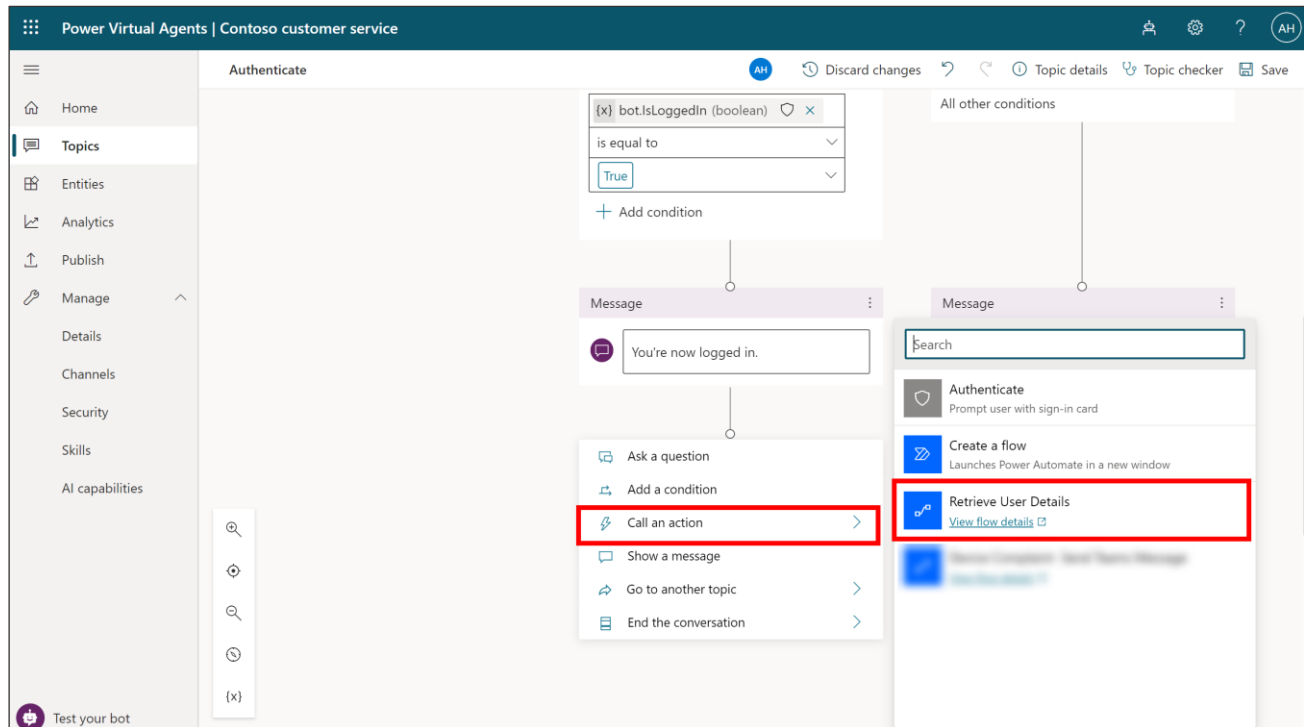 Power Virtual Agents | Contoso customer service
AH
Authenticate
AH
Discard changes
Topic details
Topic checker
Save
Home
Topics
Entities
Analytics
Publish
Manage
Details
Channels
Security
Skills
AI capabilities
Test your bot
{x} bot.IsLoggedIn (boolean)
is equal to
True
Add condition
All other conditions
Message
You're now logged in.
Message
Ask a question
Add a condition
Call an action
Show a message
Go to another topic
End the conversation
Search
Authenticate
Prompt user with sign-in card
Create a flow
Launches Power Automate in a new window
Retrieve User Details
View flow details
{x}